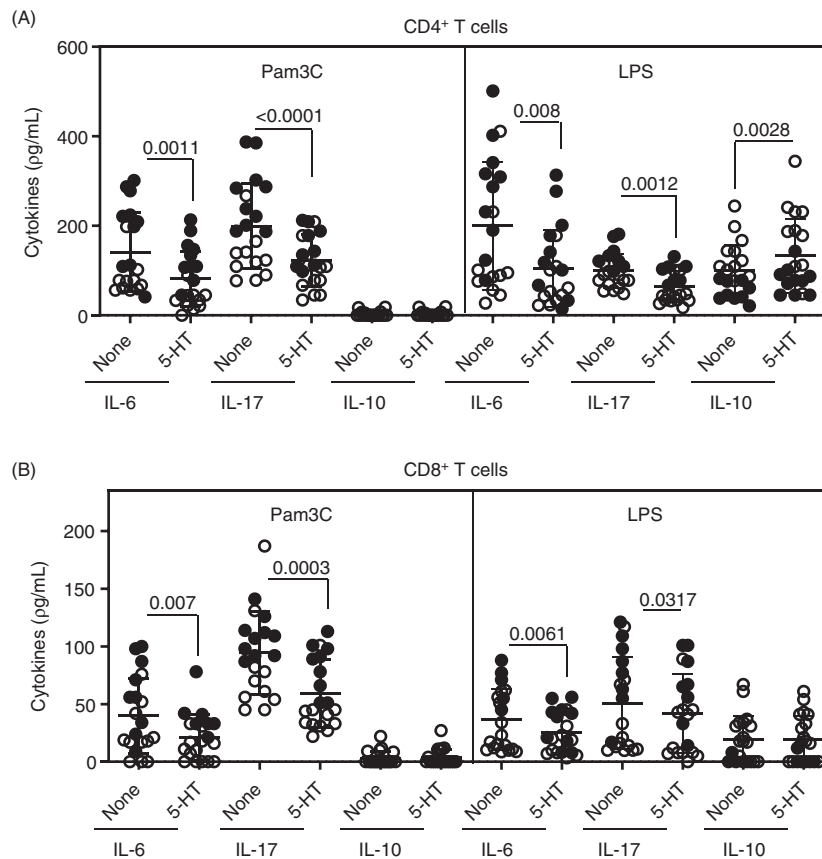 (A)
CD4⁺ T cells
Pam3C
LPS
Cytokines (ρg/mL)
600
400
200
0
0.0011
<0.0001
0.008
0.0012
0.0028
None
5-HT
None
5-HT
None
5-HT
None
5-HT
None
5-HT
None
5-HT
IL-6
IL-17
IL-10
IL-6
IL-17
IL-10
(B)
CD8⁺ T cells
Pam3C
LPS
Cytokines (ρg/mL)
200
150
100
50
0
0.007
0.0003
0.0061
0.0317
None
5-HT
None
5-HT
None
5-HT
None
5-HT
None
5-HT
None
5-HT
IL-6
IL-17
IL-10
IL-6
IL-17
IL-10